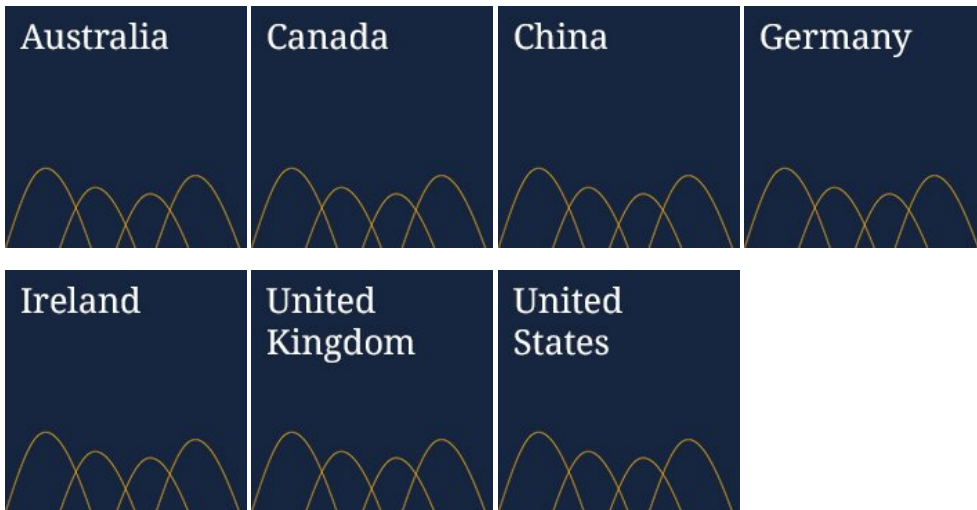 Australia
Canada
China
Germany
Ireland
United
Kingdom
United
States